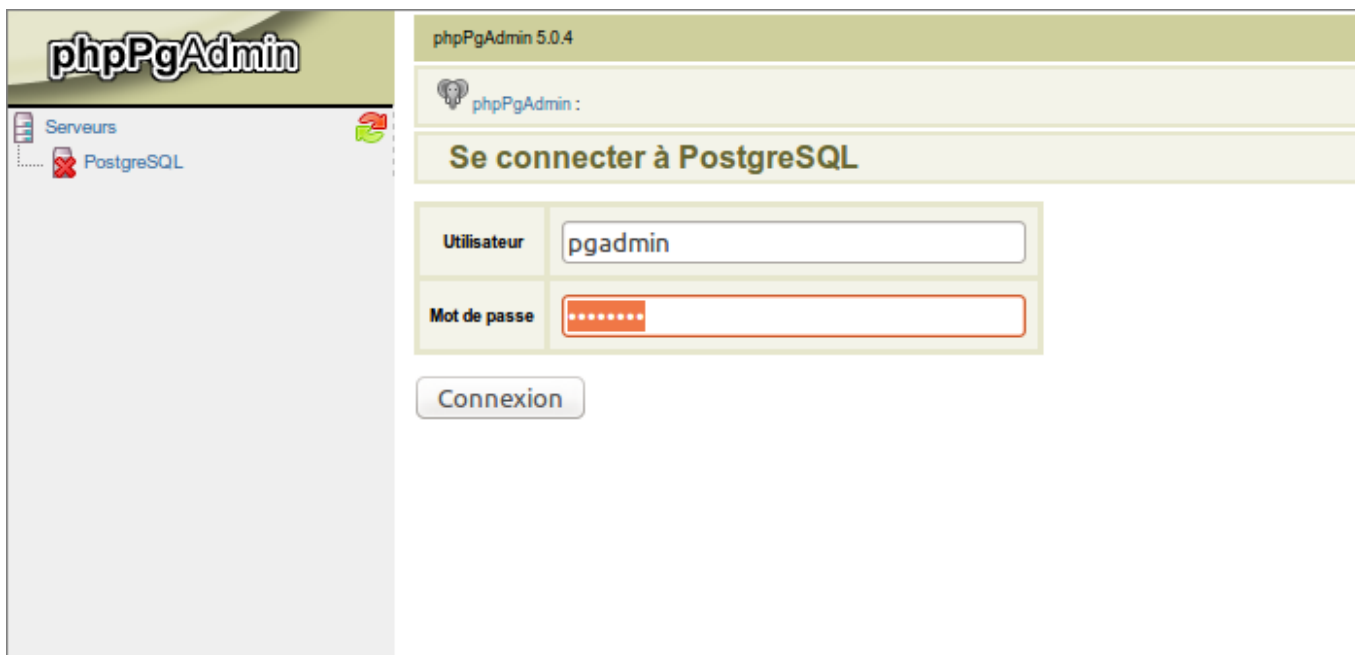 phpPgAdmin
Serveurs
PostgreSQL
phpPgAdmin 5.0.4
phpPgAdmin :
Se connecter à PostgreSQL
Utilisateur pgadmin
Mot de passe ••••••••
Connexion